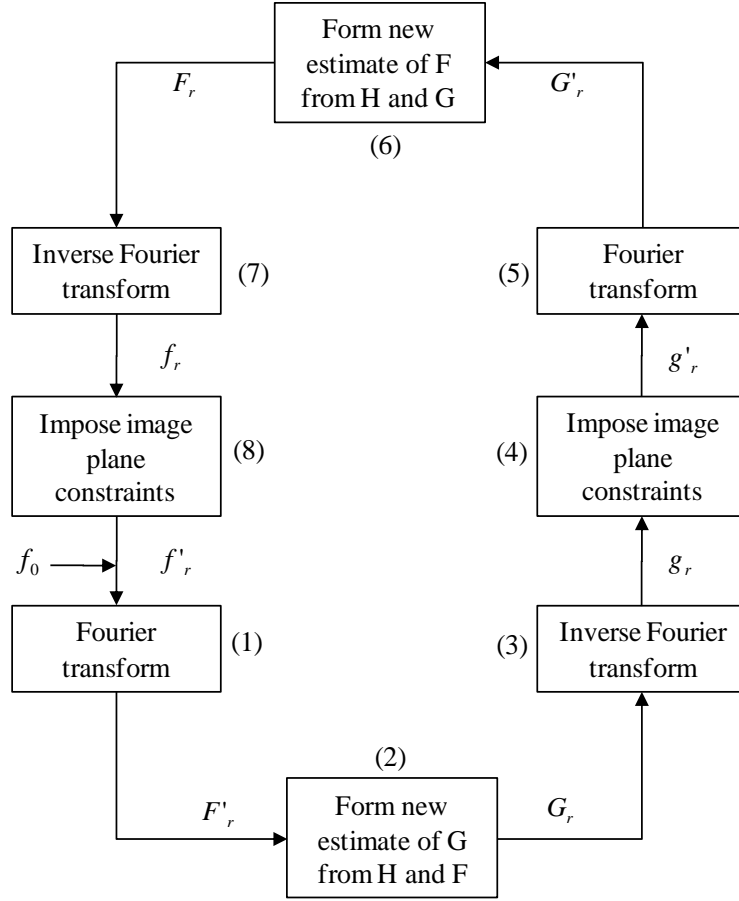 Form new
estimate of F
from H and G
F_r
G'_r
(6)
Inverse Fourier
transform
(7)
(5)
Fourier
transform
f_r
g'_r
Impose image
plane
constraints
(8)
(4)
Impose image
plane
constraints
f_0
f'_r
g_r
Fourier
transform
(1)
(3)
Inverse Fourier
transform
(2)
F'_r
Form new
estimate of G
from H and F
G_r